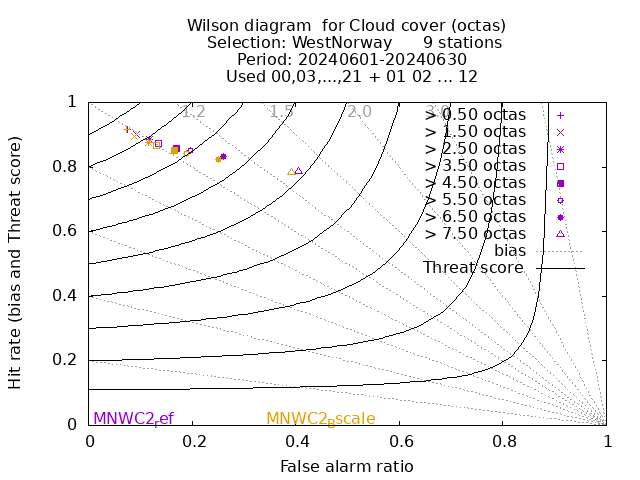 Wilson diagram  for Cloud cover (octas)
Selection: WestNorway      9 stations
Period: 20240601-20240630
Used 00,03,...,21 + 01 02 ... 12
1.2 1.5 2.0 3.0
> 0.50 octas
> 1.50 octas
> 2.50 octas
> 3.50 octas
> 4.50 octas
> 5.50 octas
> 6.50 octas
> 7.50 octas
bias
Threat score
1
0.8
0.6
0.4
0.2
0
Hit rate (bias and Threat score)
MNWC2ref MNWC2Bscale
0 0.2 0.4 0.6 0.8 1
False alarm ratio